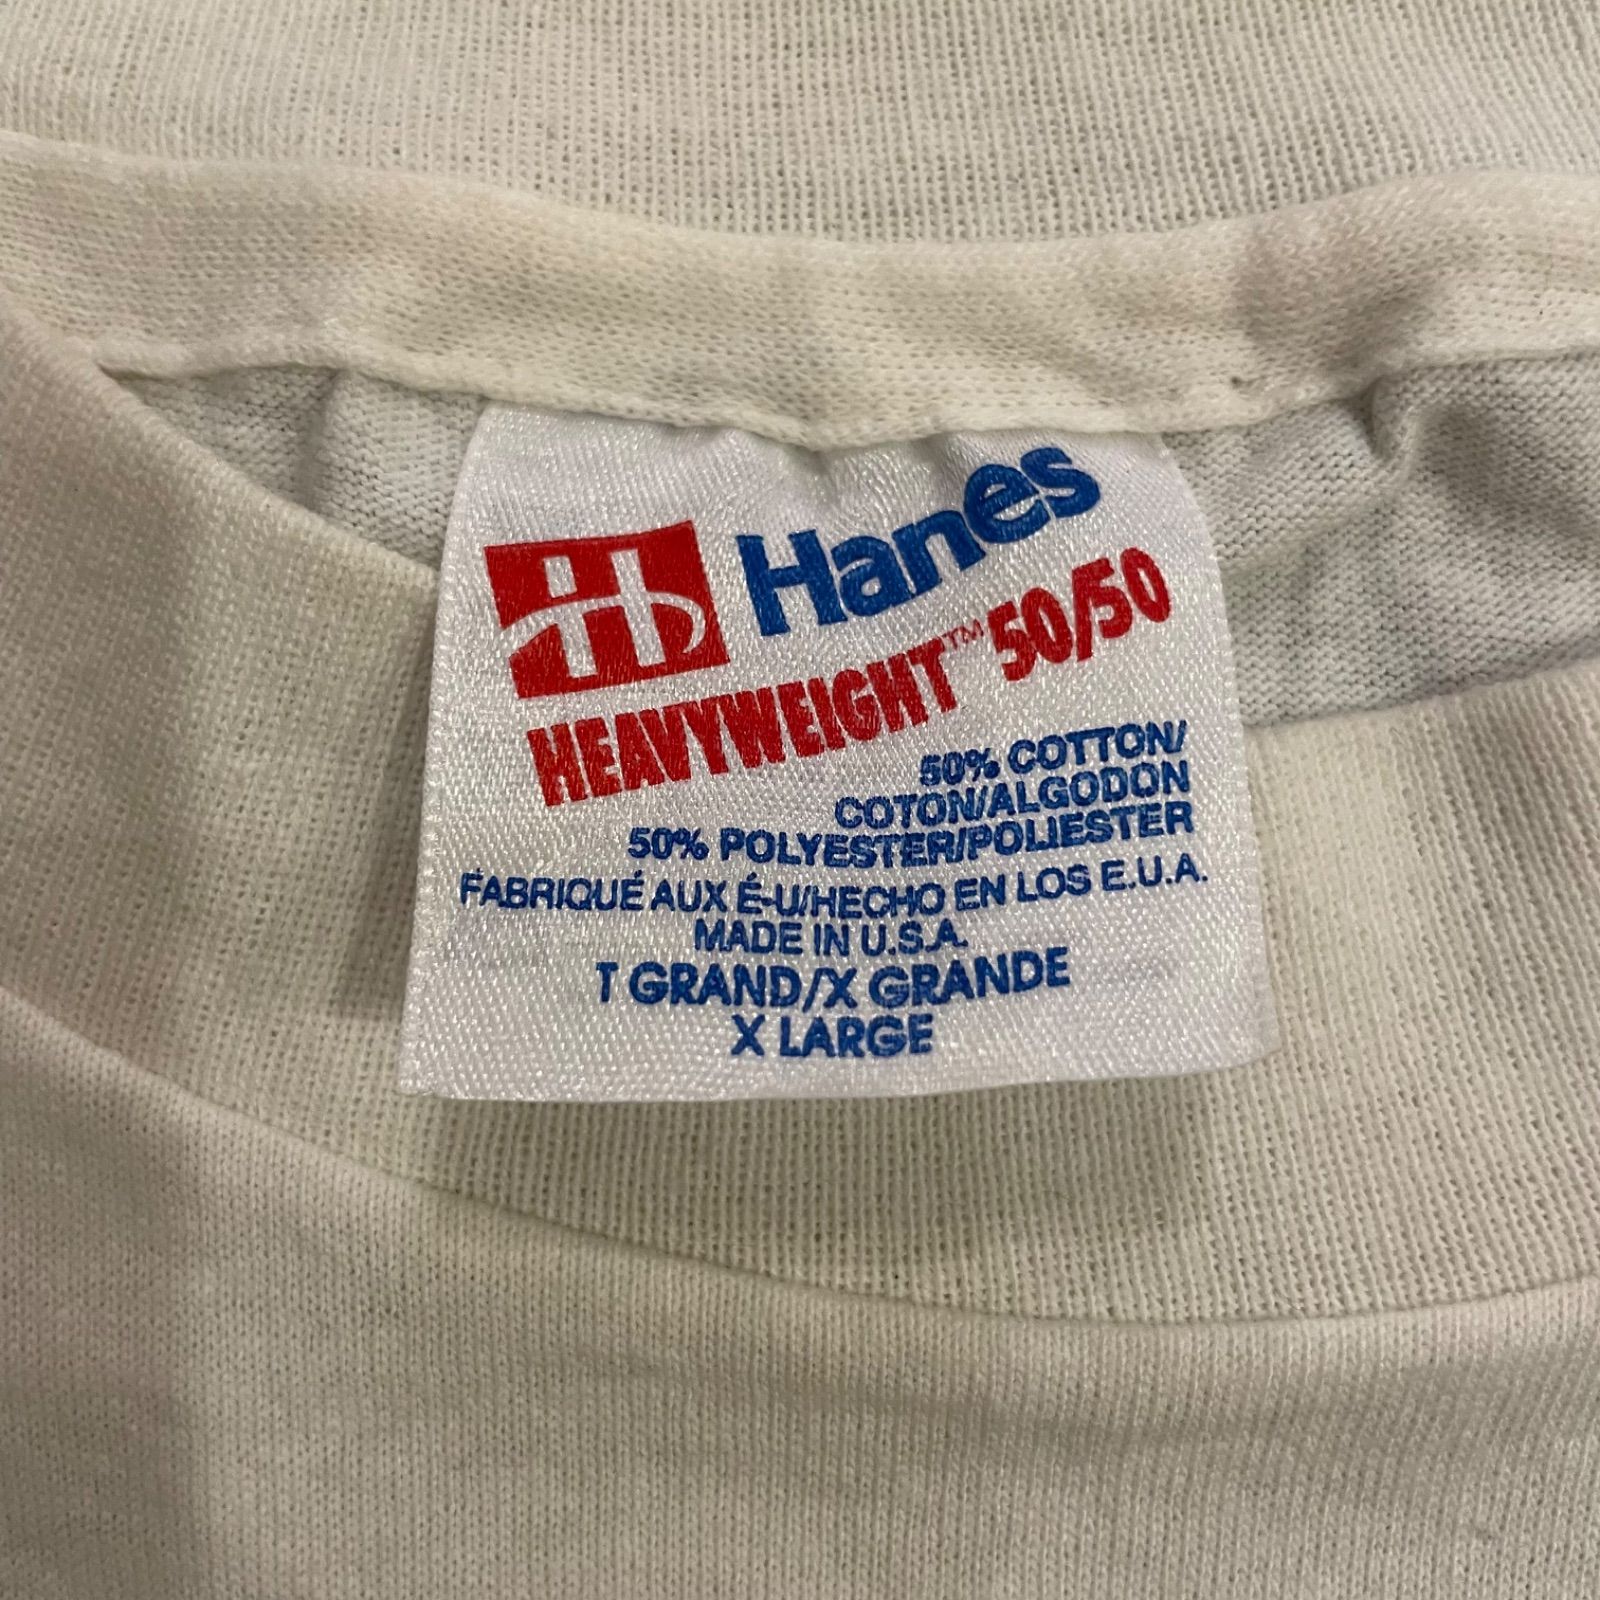 H Hanes
HEAVYWEIGHT™ 50/50
50% COTTON/
COTON/ALGODON
50% POLYESTER/POLIESTER
FABRIQUÉ AUX É-U/HECHO EN LOS E.U.A.
MADE IN U.S.A.
T GRAND/X GRANDE
X LARGE